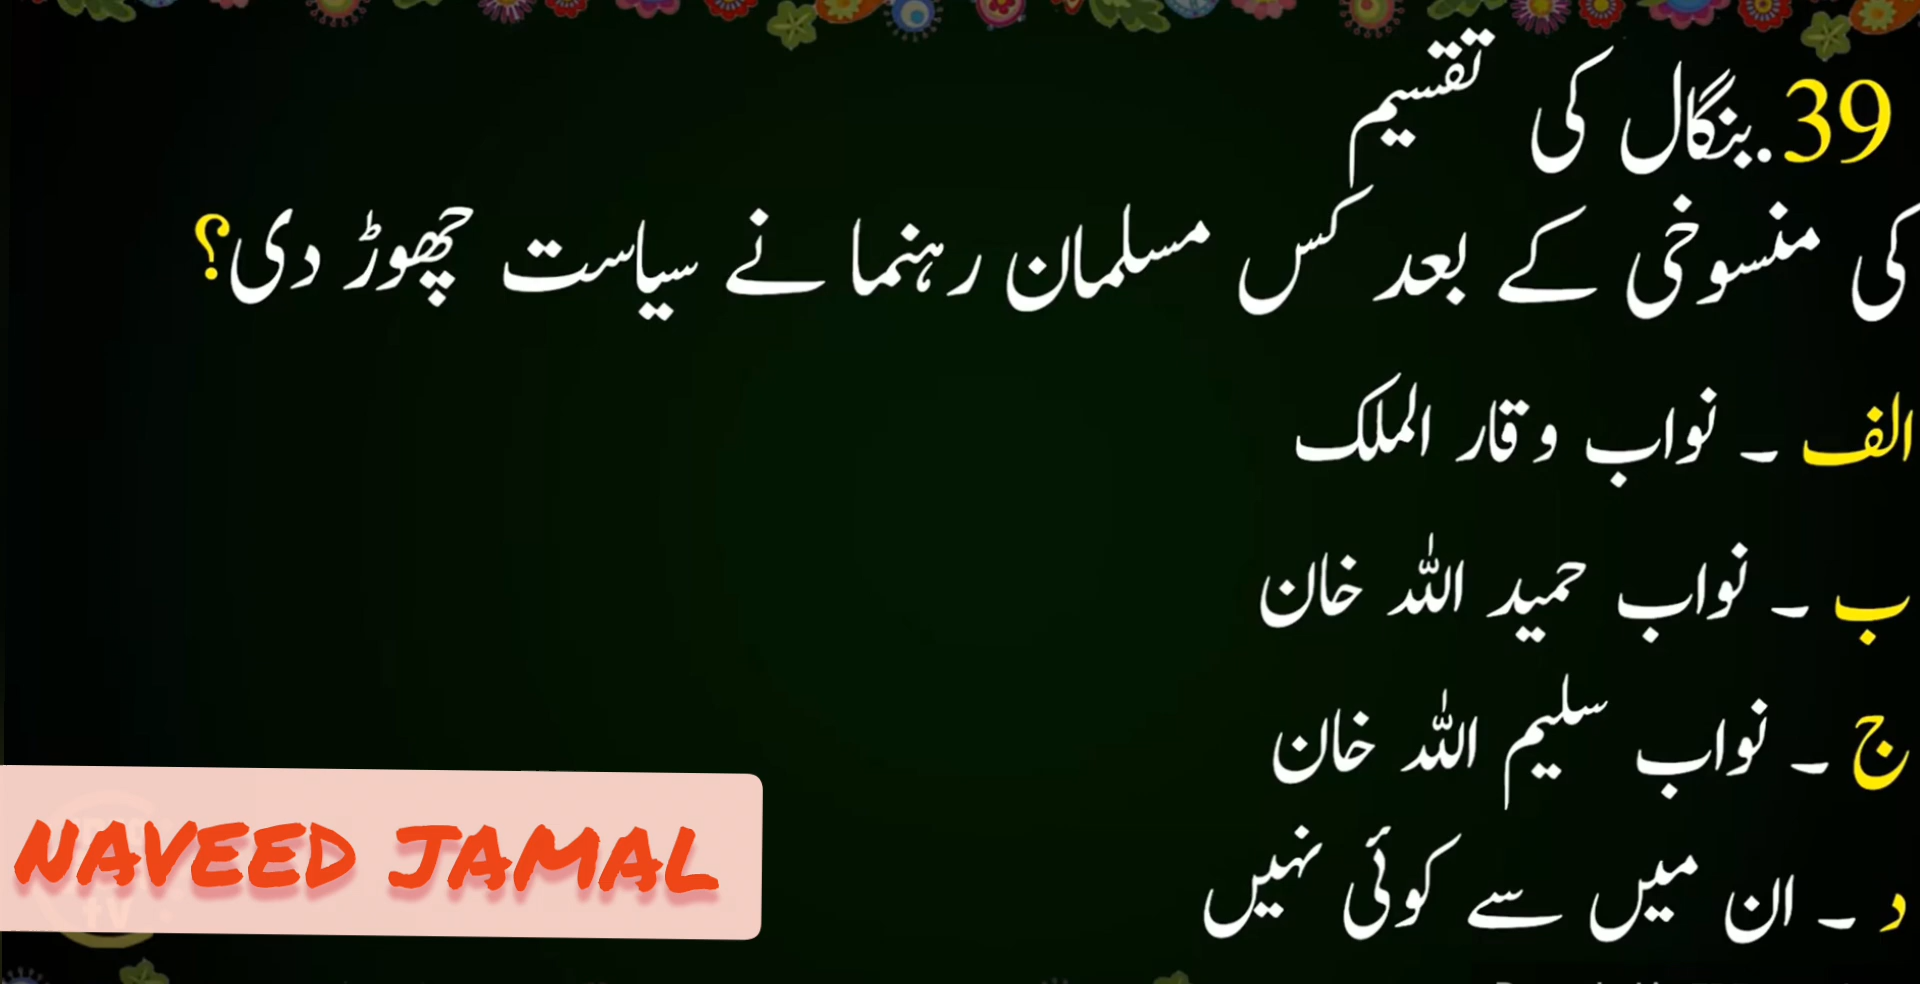 39.بنگال کی تقسیم
کی منسوخی کے بعد کس مسلمان رہنما نے سیاست چھوڑ دی؟
الف ۔ نواب وقار الملک
ب ۔ نواب حمید اللہ خان
ج ۔ نواب سلیم اللہ خان
د ۔ ان میں سے کوئی نہیں
NAVEED JAMAL